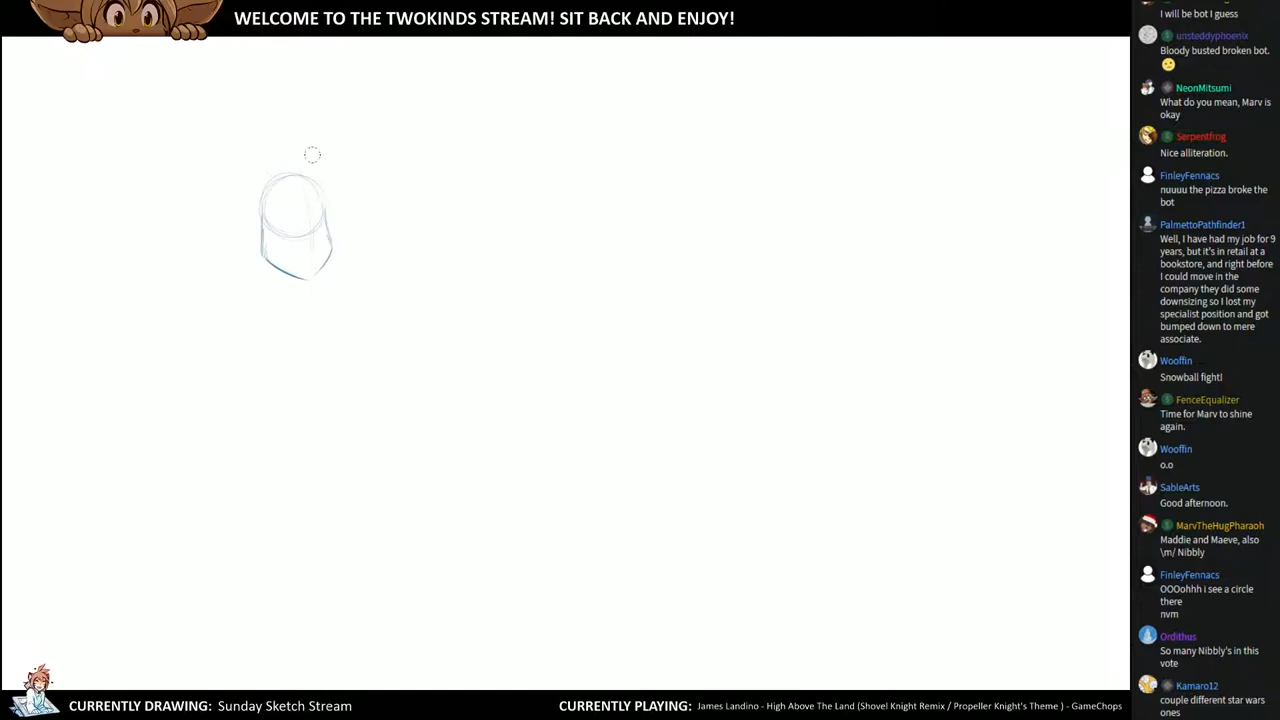 WELCOME TO THE TWOKINDS STREAM! SIT BACK AND ENJOY!
I will be bot I guess
unsteddyphoenix
Bloody busted broken bot.
NeonMitsumi
What do you mean, Marv is
okay
Serpentfrog
Nice alliteration.
FinleyFennacs
nuuuu the pizza broke the
bot
PalmettoPathfinder1
Well, I have had my job for 9
years, but it's in retail at a
bookstore, and right before
I could move in the
company they did some
downsizing so I lost my
specialist position and got
bumped down to mere
associate.
Wooffin
Snowball fight!
FenceEqualizer
Time for Marv to shine
again.
Wooffin
o.o
SableArts
Good afternoon.
MarvTheHugPharaoh
Maddie and Maeve, also
\m/ Nibbly
FinleyFennacs
OOOohhh i see a circle
there
nvm
Ordithus
So many Nibbly's in this
vote
Kamaro12
couple different star wars
ones
CURRENTLY DRAWING: Sunday Sketch Stream
CURRENTLY PLAYING: James Landino - High Above The Land (Shovel Knight Remix / Propeller Knight's Theme ) - GameChops